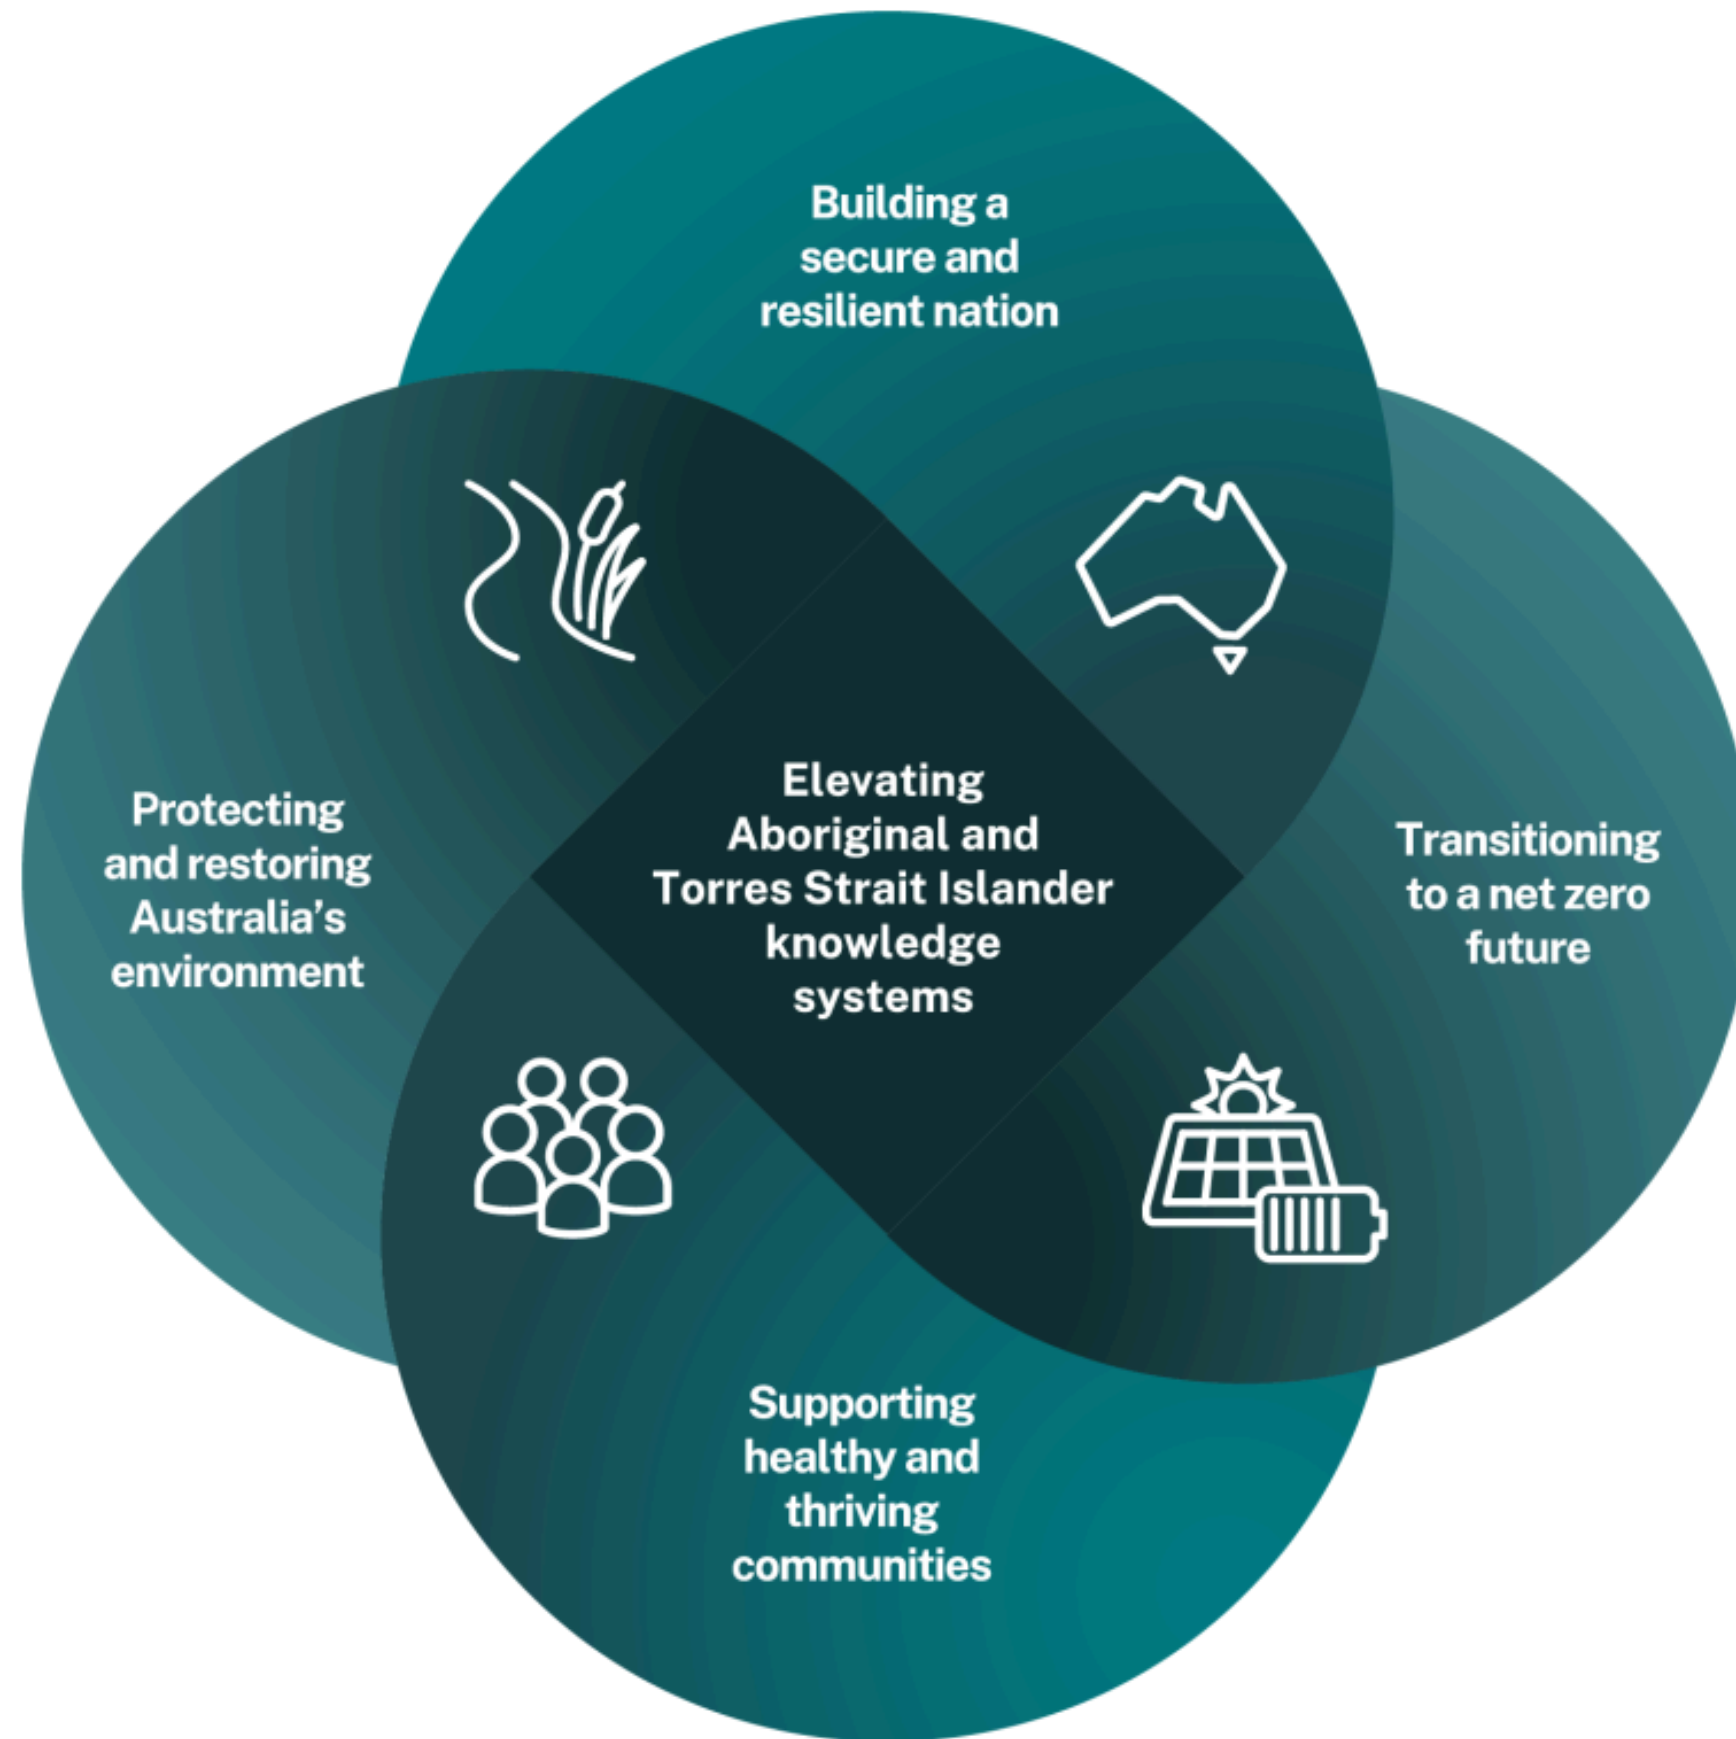 Building a
secure and
resilient nation
Protecting
and restoring
Australia’s
environment
Elevating
Aboriginal and
Torres Strait Islander
knowledge
systems
Transitioning
to a net zero
future
Supporting
healthy and
thriving
communities